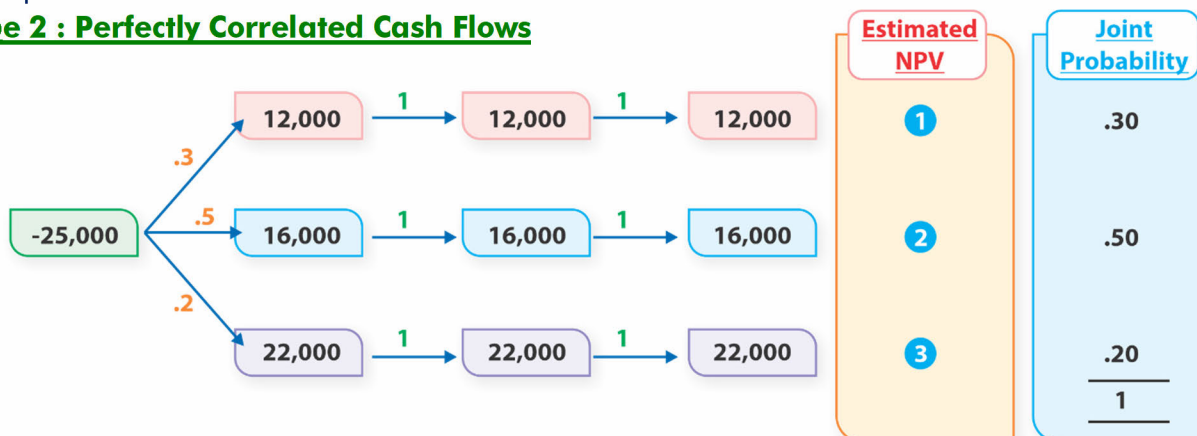 be 2 : Perfectly Correlated Cash Flows
Estimated
NPV
Joint
Probability
12,000 1 12,000 1 12,000 1 .30
.3
-25,000 .5 16,000 1 16,000 1 16,000 2 .50
.2
22,000 1 22,000 1 22,000 3 .20
1